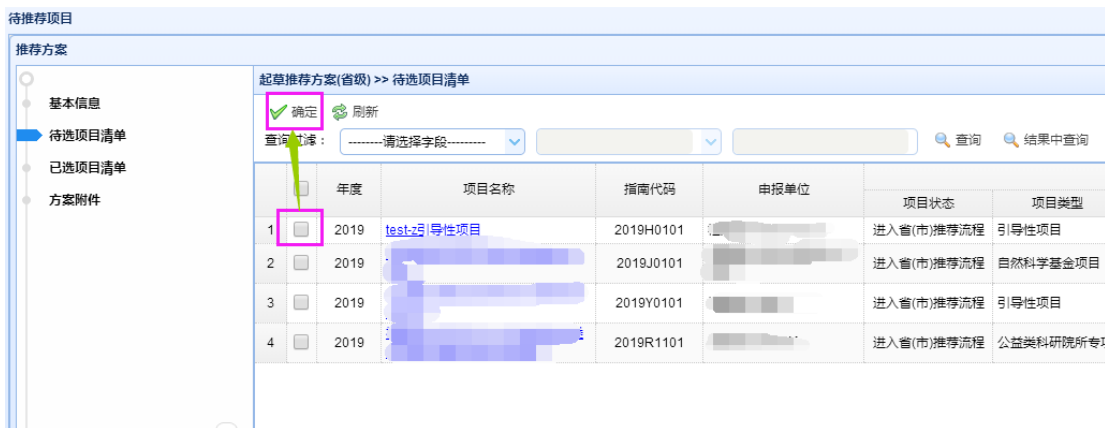 待推荐项目
推荐方案
基本信息
待选项目清单
已选项目清单
方案附件
起草推荐方案(省级) >> 待选项目清单
确定 刷新
查询过滤： --------请选择字段--------- 查询 结果中查询
年度 项目名称 指南代码 申报单位 项目状态 项目类型
1 2019 test-z引导性项目 2019H0101 进入省(市)推荐流程 引导性项目
2 2019 2019J0101 进入省(市)推荐流程 自然科学基金项目
3 2019 2019Y0101 进入省(市)推荐流程 引导性项目
4 2019 2019R1101 进入省(市)推荐流程 公益类科研院所专